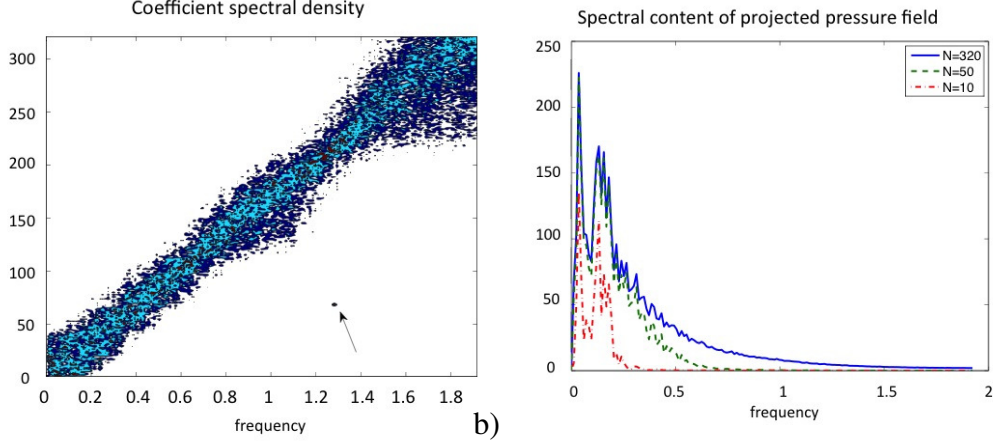 Coefficient spectral density
300
250
200
150
100
50
0
0 0.2 0.4 0.6 0.8 1 1.2 1.4 1.6 1.8
frequency
b)
Spectral content of projected pressure field
250
200
150
100
50
0
0 0.5 1 1.5 2
frequency
N=320
N=50
N=10